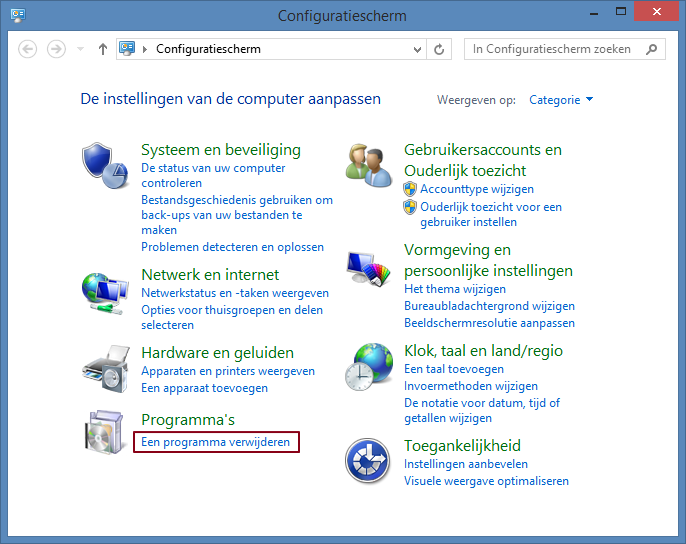 Configuratiescherm
Configuratiescherm
In Configuratiescherm zoeken
De instellingen van de computer aanpassen
Weergeven op: Categorie
Systeem en beveiliging
De status van uw computer
controleren
Bestandsgeschiedenis gebruiken om
back-ups van uw bestanden te
maken
Problemen detecteren en oplossen
Netwerk en internet
Netwerkstatus en -taken weergeven
Opties voor thuisgroepen en delen
selecteren
Hardware en geluiden
Apparaten en printers weergeven
Een apparaat toevoegen
Programma's
Een programma verwijderen
Gebruikersaccounts en
Ouderlijk toezicht
Accounttype wijzigen
Ouderlijk toezicht voor een
gebruiker instellen
Vormgeving en
persoonlijke instellingen
Het thema wijzigen
Bureaubladachtergrond wijzigen
Beeldschermresolutie aanpassen
Klok, taal en land/regio
Een taal toevoegen
Invoermethoden wijzigen
De notatie voor datum, tijd of
getallen wijzigen
Toegankelijkheid
Instellingen aanbevelen
Visuele weergave optimaliseren